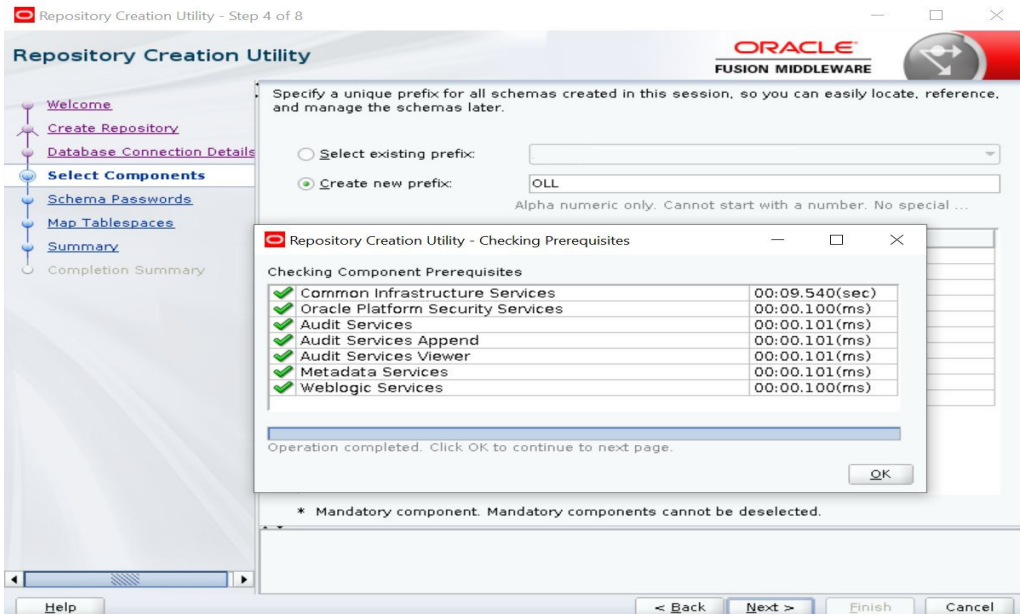 Repository Creation Utility - Step 4 of 8
Repository Creation Utility
ORACLE
FUSION MIDDLEWARE
Welcome
Create Repository
Database Connection Details
Select Components
Schema Passwords
Map Tablespaces
Summary
Completion Summary
Specify a unique prefix for all schemas created in this session, so you can easily locate, reference,
and manage the schemas later.
Select existing prefix:
Create new prefix: OLL
Alpha numeric only. Cannot start with a number. No special ...
Repository Creation Utility - Checking Prerequisites
Checking Component Prerequisites
Common Infrastructure Services 00:09.540(sec)
Oracle Platform Security Services 00:00.100(ms)
Audit Services 00:00.101(ms)
Audit Services Append 00:00.101(ms)
Audit Services Viewer 00:00.101(ms)
Metadata Services 00:00.101(ms)
Weblogic Services 00:00.100(ms)
Operation completed. Click OK to continue to next page.
OK
* Mandatory component. Mandatory components cannot be deselected.
Help
< Back
Next >
Finish
Cancel